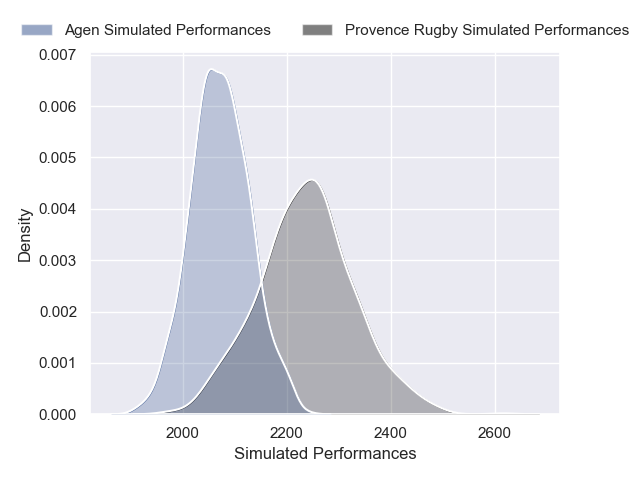 Agen Simulated Performances Provence Rugby Simulated Performances
0.007
0.006
0.005
0.004
0.003
0.002
0.001
0.000
Density
2000 2200 2400 2600
Simulated Performances